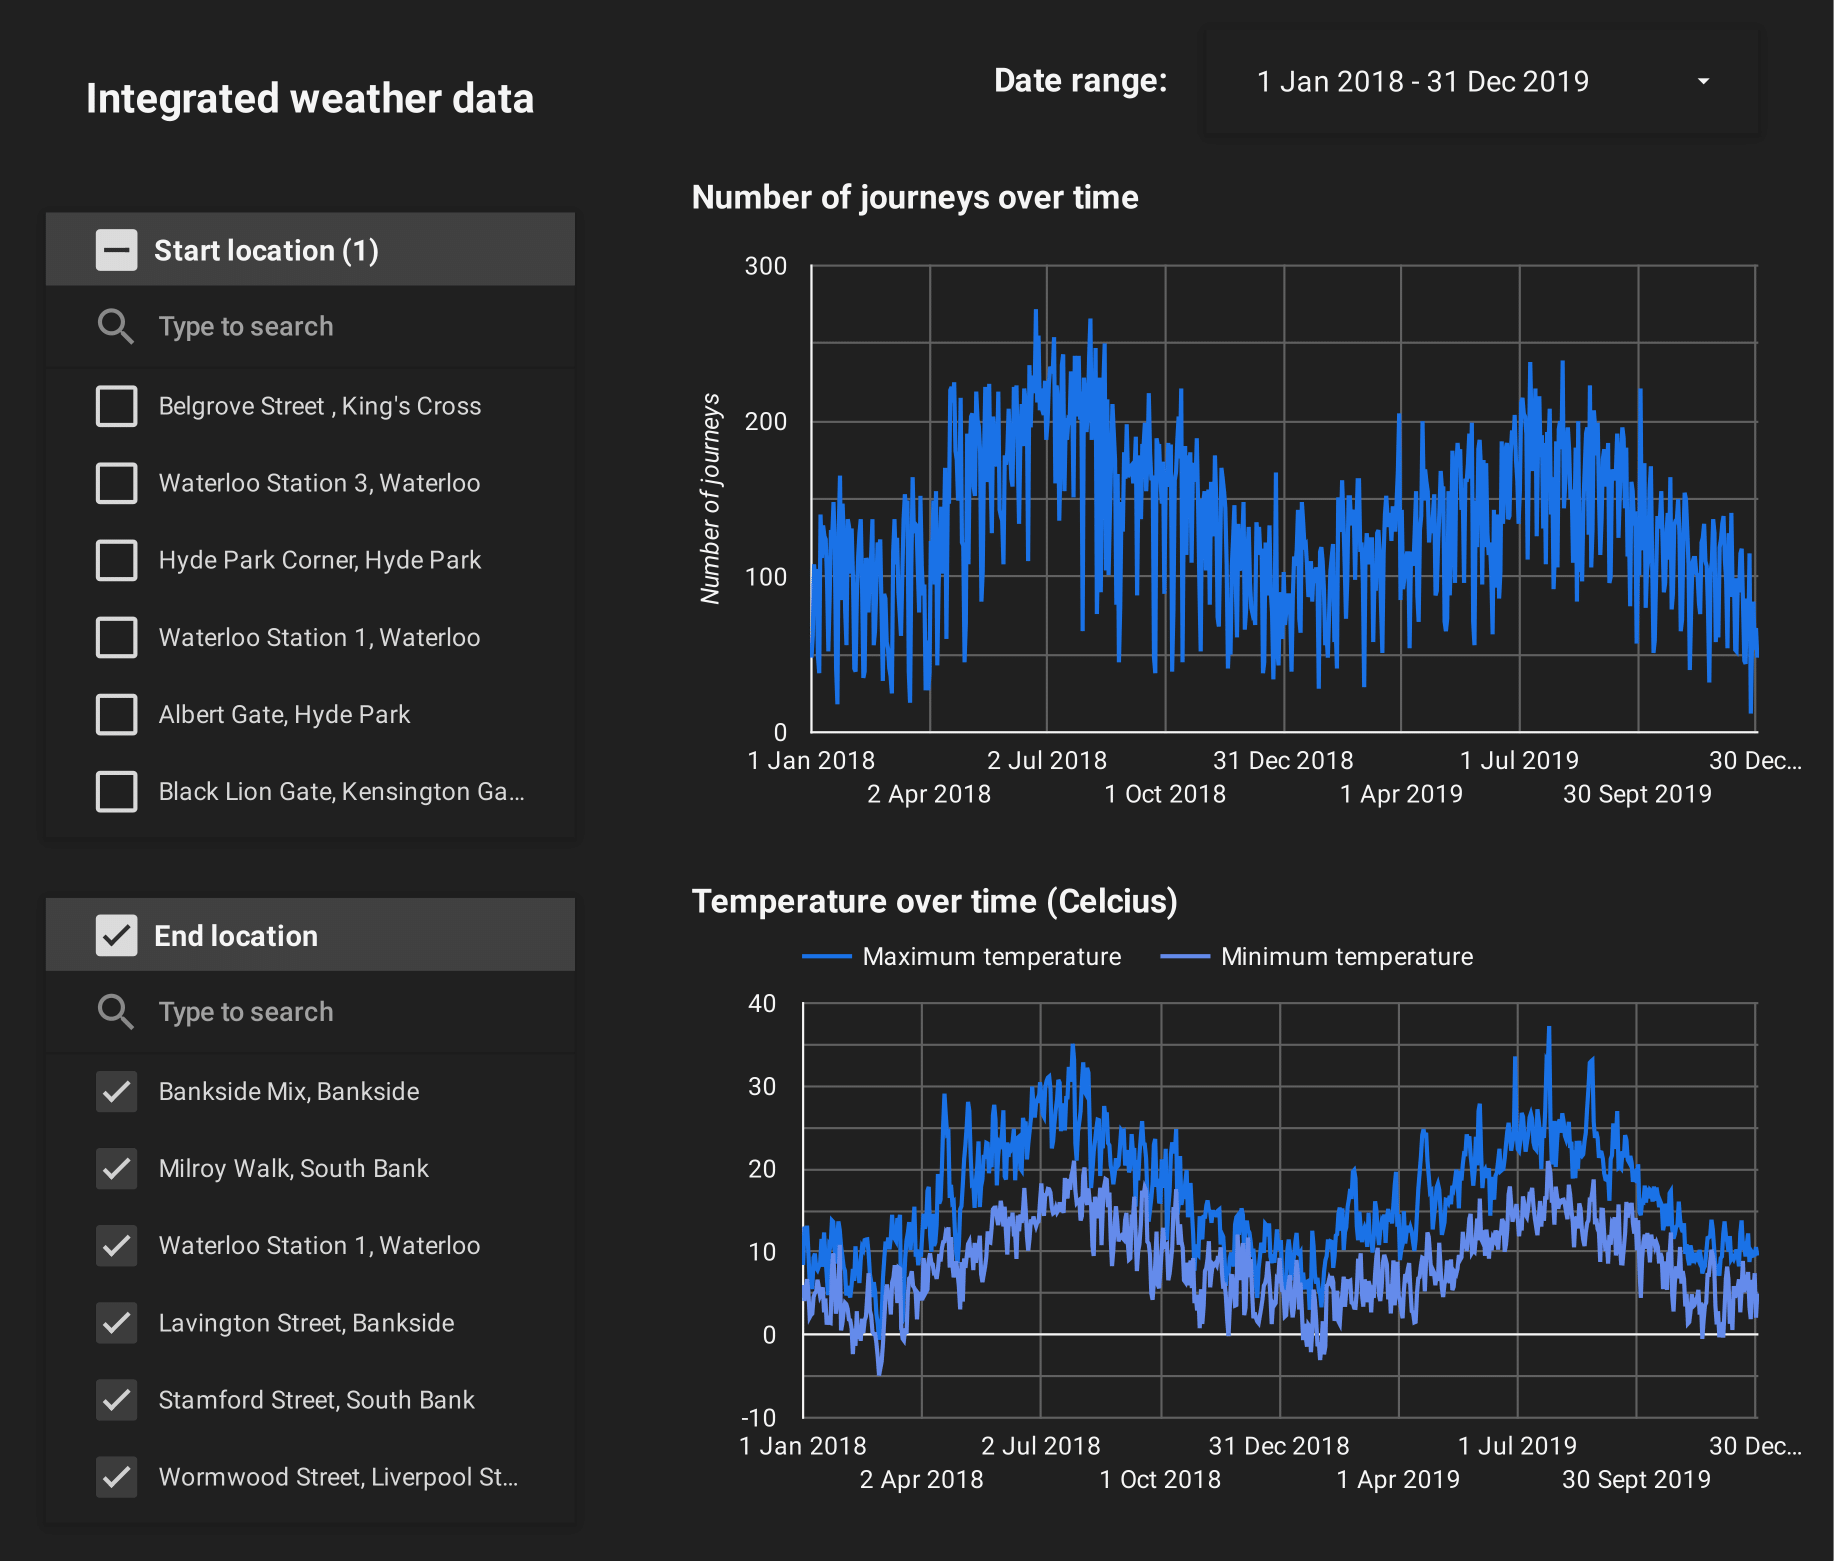 Integrated weather data
Date range:
1 Jan 2018 - 31 Dec 2019
Start location (1)
Type to search
Belgrove Street , King's Cross
Waterloo Station 3, Waterloo
Hyde Park Corner, Hyde Park
Waterloo Station 1, Waterloo
Albert Gate, Hyde Park
Black Lion Gate, Kensington Ga...
Number of journeys over time
Number of journeys
300
200
100
0
1 Jan 2018
2 Jul 2018
31 Dec 2018
1 Jul 2019
30 Dec...
2 Apr 2018
1 Oct 2018
1 Apr 2019
30 Sept 2019
End location
Type to search
Bankside Mix, Bankside
Milroy Walk, South Bank
Waterloo Station 1, Waterloo
Lavington Street, Bankside
Stamford Street, South Bank
Wormwood Street, Liverpool St...
Temperature over time (Celcius)
Maximum temperature
Minimum temperature
40
30
20
10
0
-10
1 Jan 2018
2 Jul 2018
31 Dec 2018
1 Jul 2019
30 Dec...
2 Apr 2018
1 Oct 2018
1 Apr 2019
30 Sept 2019